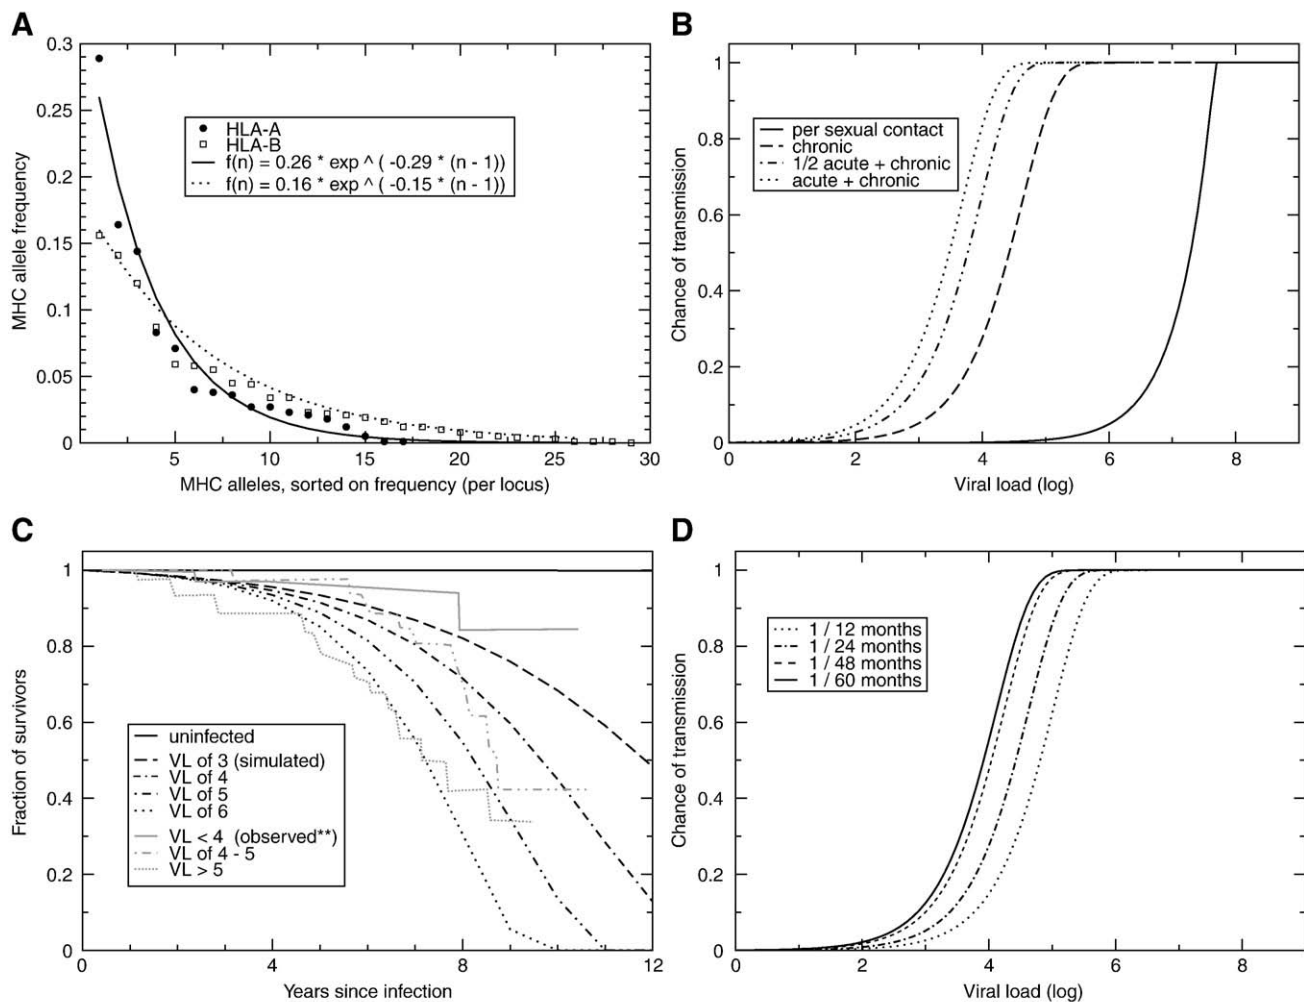 A
0.3
0.25
0.2
0.15
0.1
0.05
0
5
10
15
20
25
30
MHC allele frequency
MHC alleles, sorted on frequency (per locus)
HLA-A
HLA-B
f(n) = 0.26 * exp ^ ( -0.29 * (n - 1))
f(n) = 0.16 * exp ^ ( -0.15 * (n - 1))
B
1
0.8
0.6
0.4
0.2
0
0
2
4
6
8
Chance of transmission
Viral load (log)
per sexual contact
chronic
1/2 acute + chronic
acute + chronic
C
1
0.8
0.6
0.4
0.2
0
0
4
8
12
Fraction of survivors
Years since infection
uninfected
VL of 3 (simulated)
VL of 4
VL of 5
VL of 6
VL < 4 (observed**)
VL of 4 - 5
VL > 5
D
1
0.8
0.6
0.4
0.2
0
0
2
4
6
8
Chance of transmission
Viral load (log)
1 / 12 months
1 / 24 months
1 / 48 months
1 / 60 months